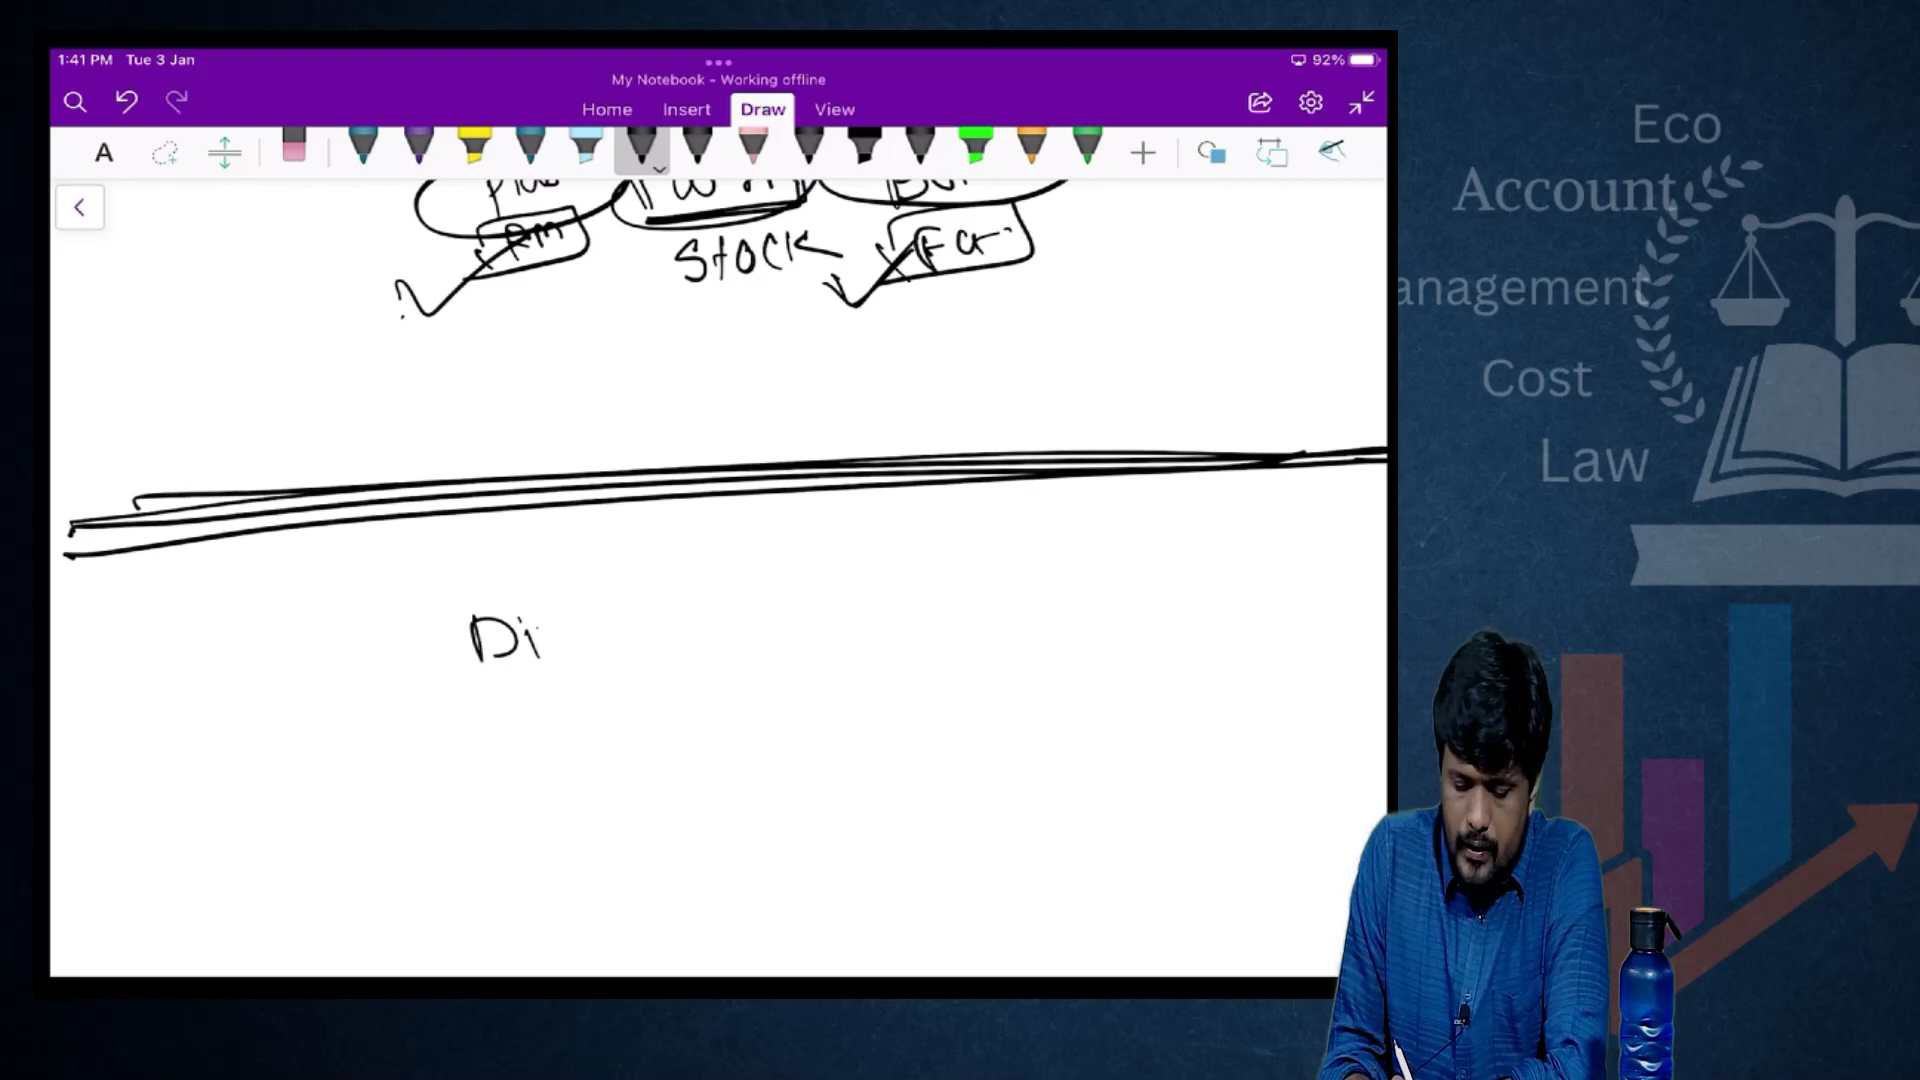 1:41 PM Tue 3 Jan
92%
My Notebook - Working offline
Home Insert Draw View
A
RM
STOCK
FG
Di
Eco
Account
anagement
Cost
Law